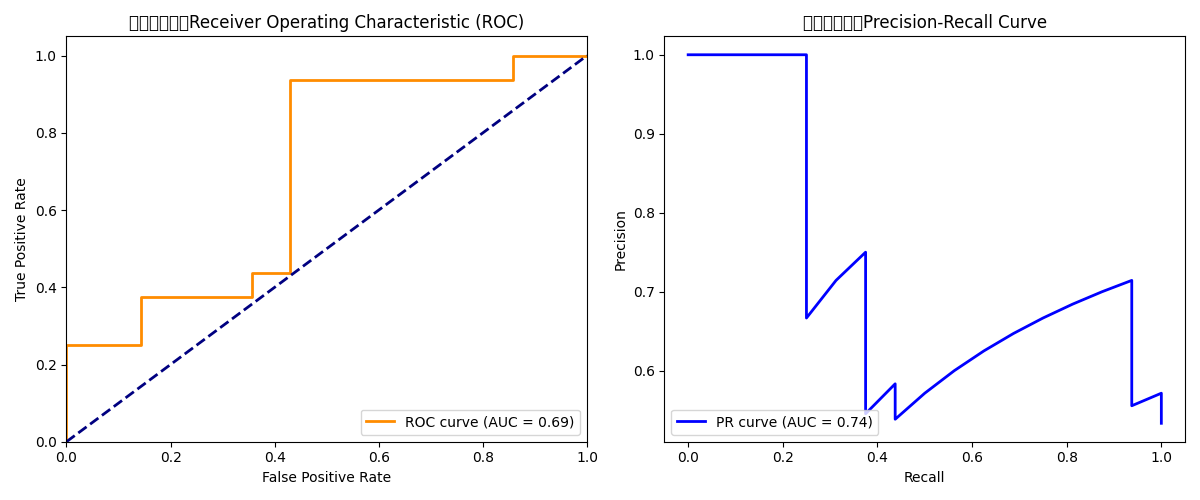 Receiver Operating Characteristic (ROC)
True Positive Rate
1.0
0.8
0.6
0.4
0.2
0.0
0.0 0.2 0.4 0.6 0.8 1.0
False Positive Rate
ROC curve (AUC = 0.69)
Precision-Recall Curve
Precision
1.0
0.9
0.8
0.7
0.6
0.0 0.2 0.4 0.6 0.8 1.0
Recall
PR curve (AUC = 0.74)